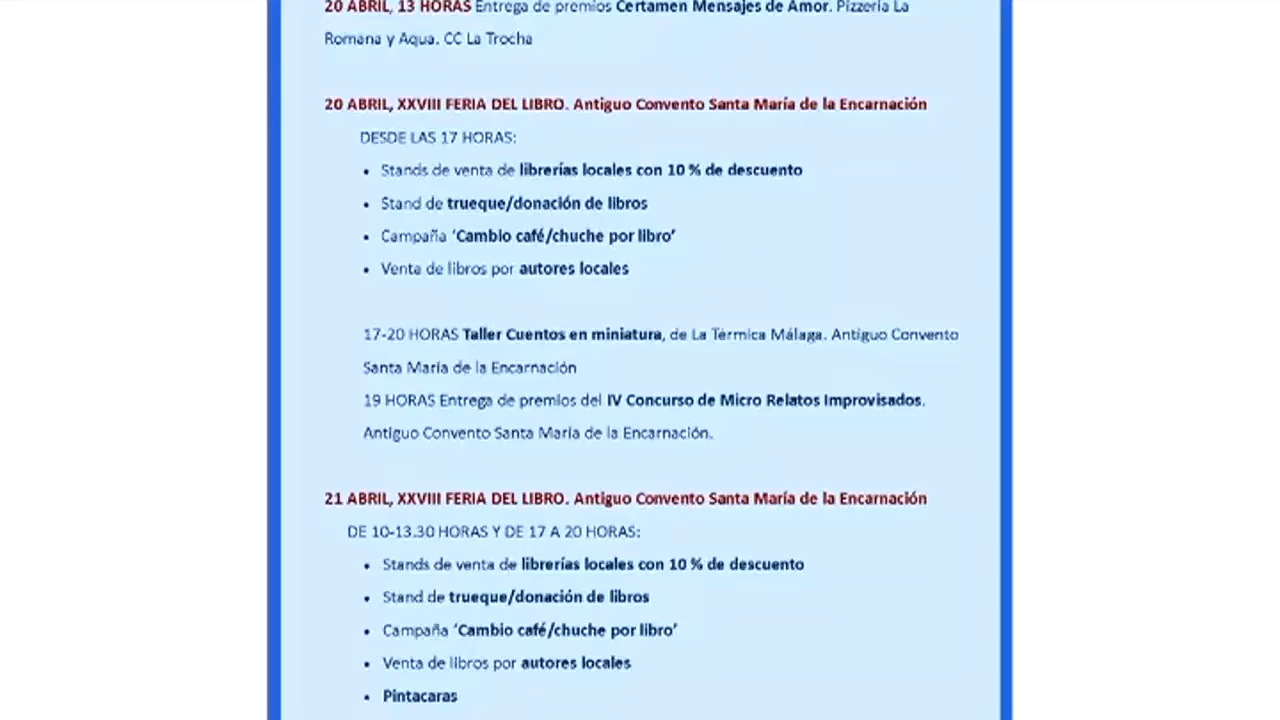 20 ABRIL, 13 HORAS Entrega de premios Certamen Mensajes de Amor. Pizzería La
Romana y Aqua. CC La Trocha
20 ABRIL, XXVIII FERIA DEL LIBRO. Antiguo Convento Santa María de la Encarnación
DESDE LAS 17 HORAS:
• Stands de venta de librerías locales con 10 % de descuento
• Stand de trueque/donación de libros
• Campaña ‘Cambio café/chuche por libro’
• Venta de libros por autores locales
17-20 HORAS Taller Cuentos en miniatura, de La Térmica Málaga. Antiguo Convento
Santa María de la Encarnación
19 HORAS Entrega de premios del IV Concurso de Micro Relatos Improvisados.
Antiguo Convento Santa María de la Encarnación.
21 ABRIL, XXVIII FERIA DEL LIBRO. Antiguo Convento Santa María de la Encarnación
DE 10-13.30 HORAS Y DE 17 A 20 HORAS:
• Stands de venta de librerías locales con 10 % de descuento
• Stand de trueque/donación de libros
• Campaña ‘Cambio café/chuche por libro’
• Venta de libros por autores locales
• Pintacaras